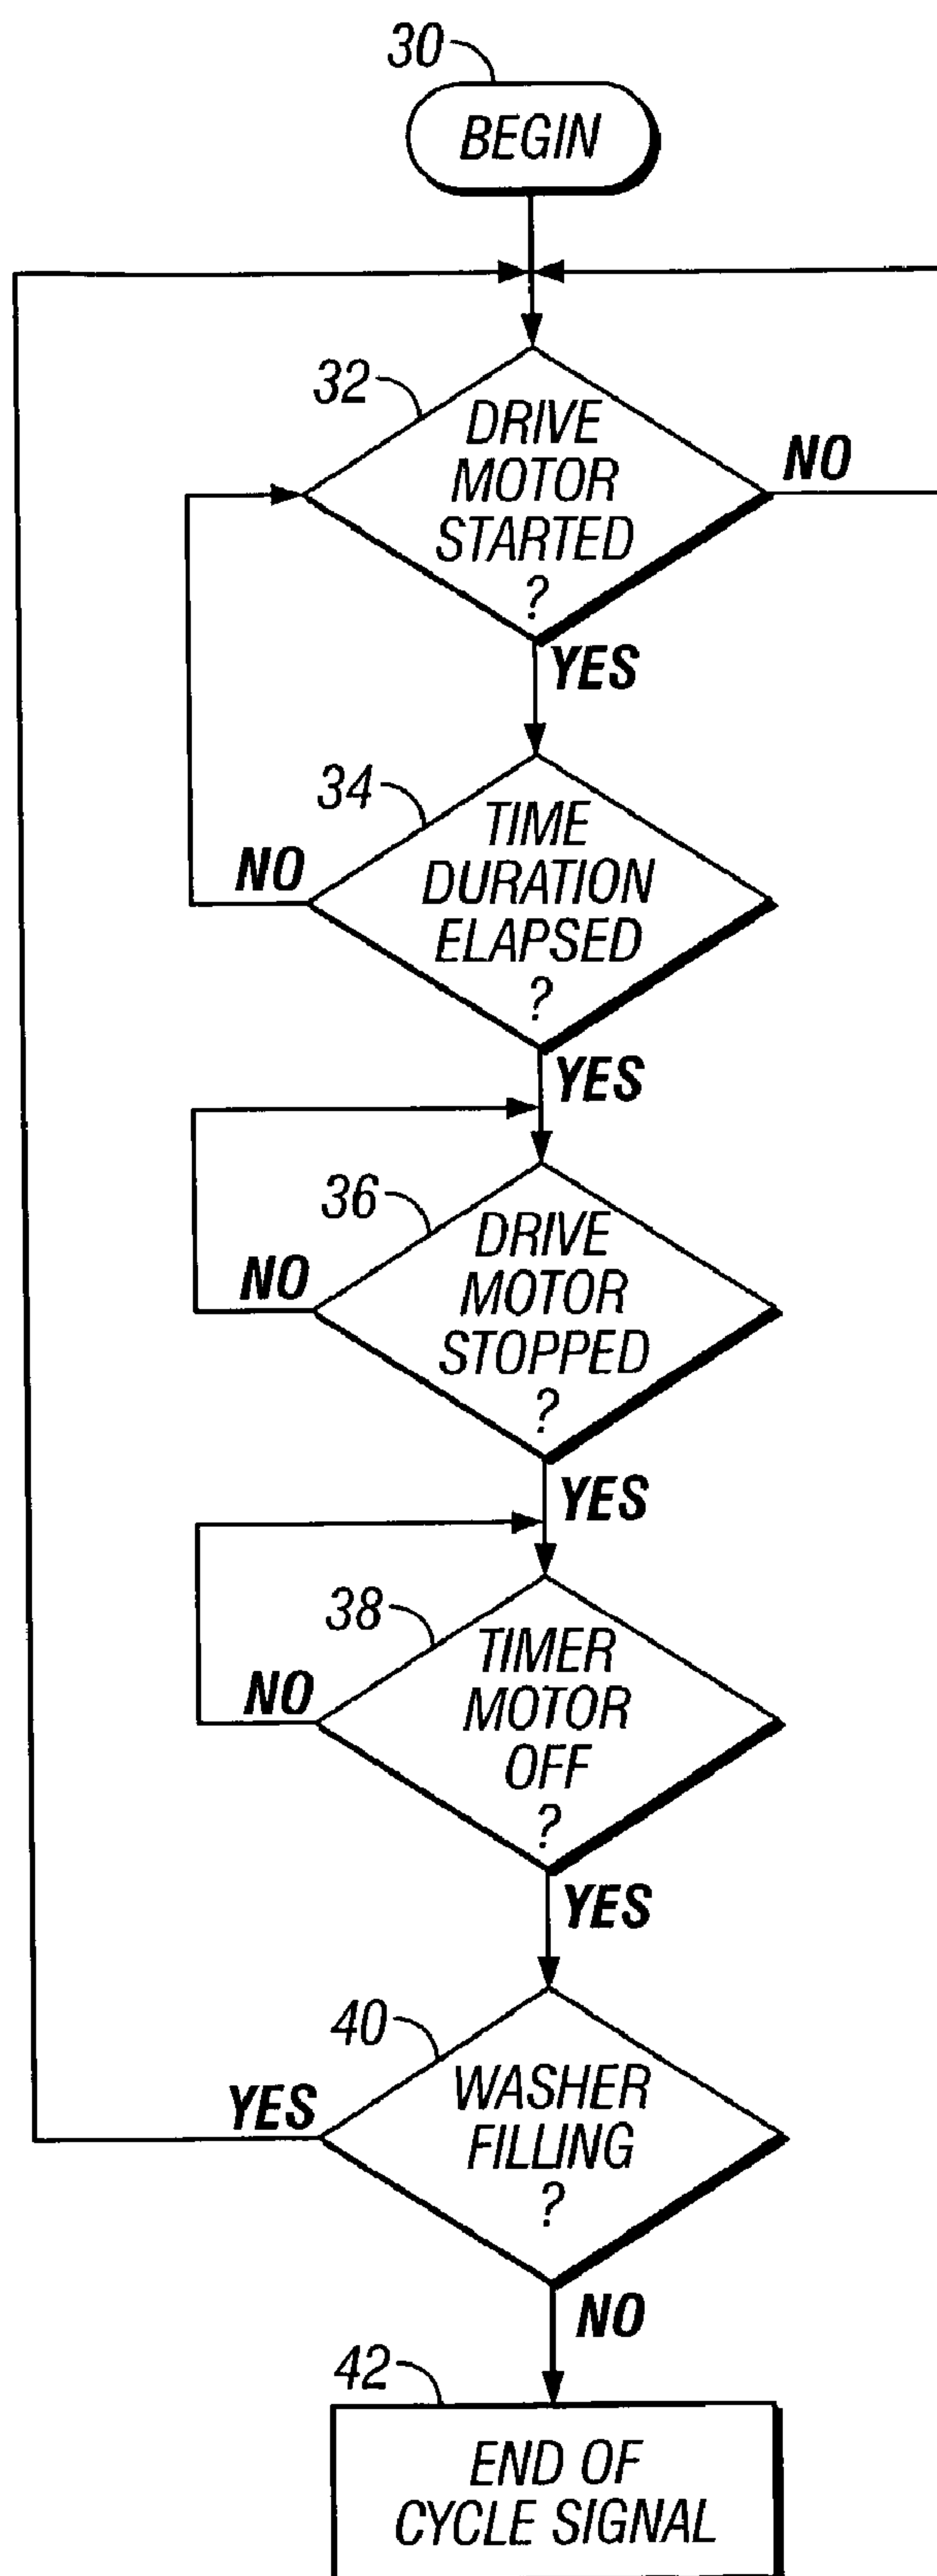 30
BEGIN
32
DRIVE
MOTOR
STARTED
?
NO
YES
34
TIME
DURATION
ELAPSED
?
NO
YES
36
DRIVE
MOTOR
STOPPED
?
NO
YES
38
TIMER
MOTOR
OFF
?
NO
YES
40
WASHER
FILLING
?
YES
NO
42
END OF
CYCLE SIGNAL